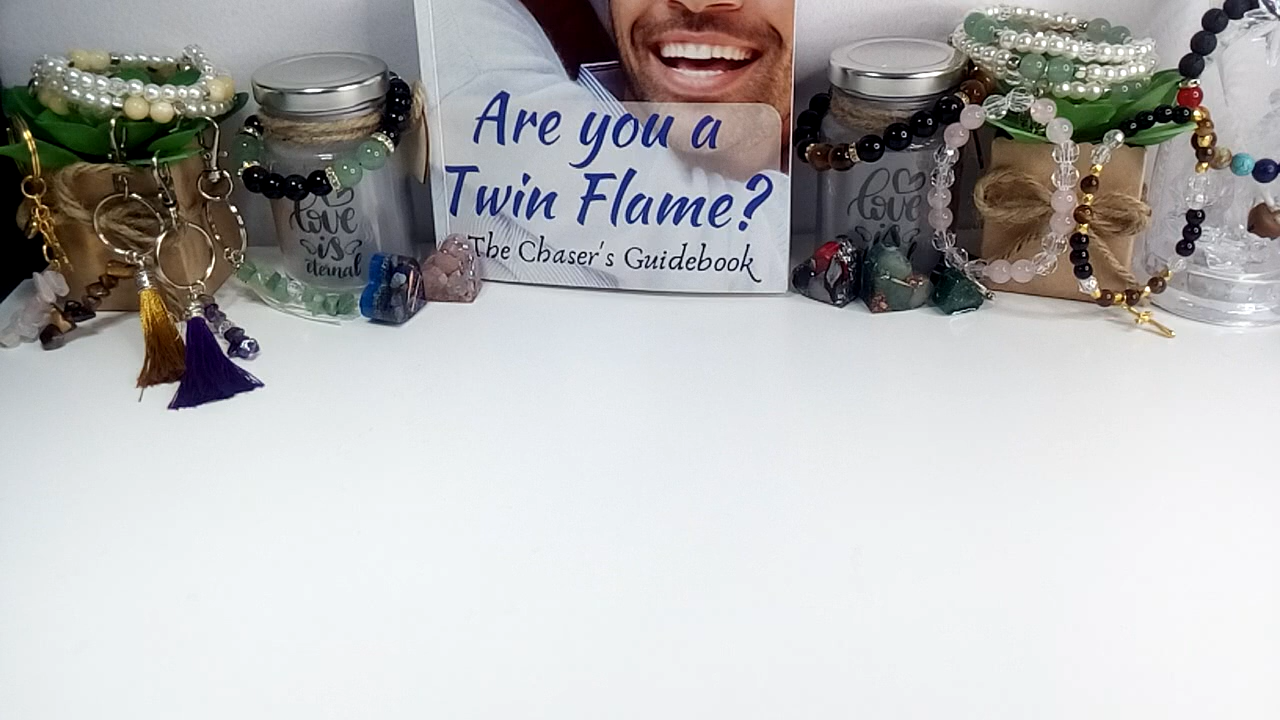 Are you a
Twin Flame?
The Chaser's Guidebook
love
is
eternal
love
is